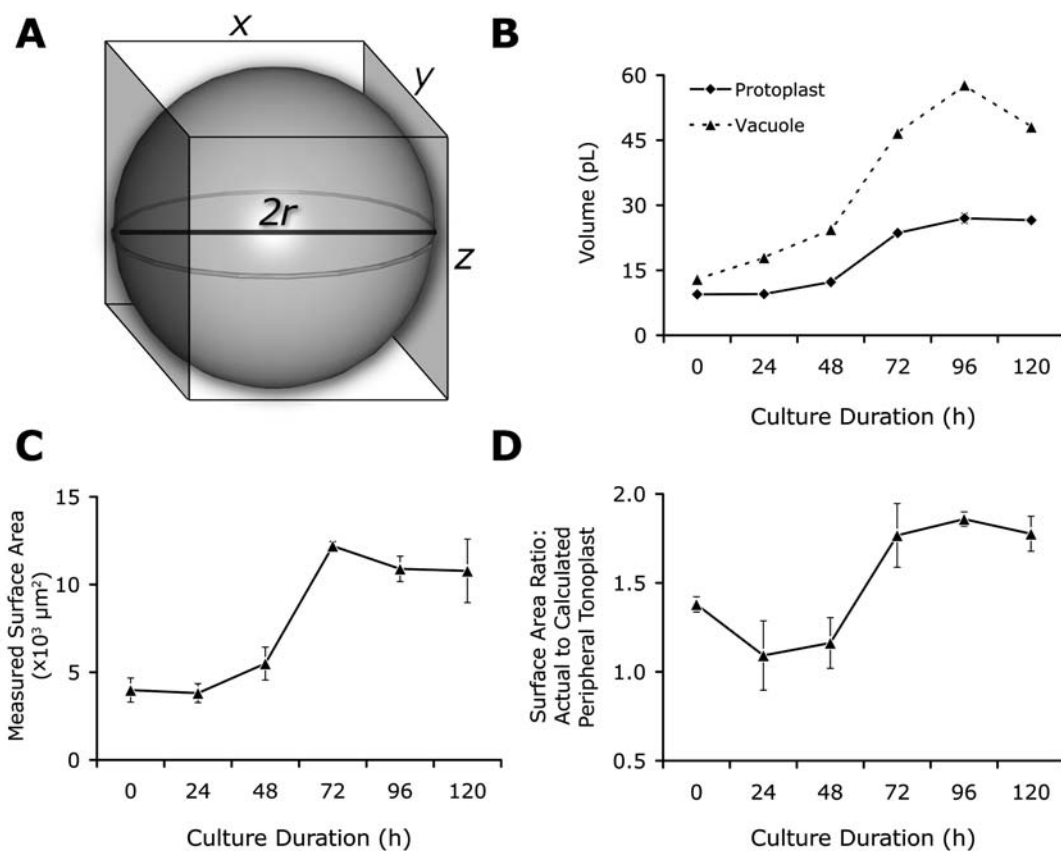 A
x
y
2r
z
B
Protoplast
Vacuole
Volume (pL)
60
45
30
15
0
0 24 48 72 96 120
Culture Duration (h)
C
Measured Surface Area
(x10³ µm²)
15
10
5
0
0 24 48 72 96 120
Culture Duration (h)
D
Surface Area Ratio:
Actual to Calculated
Peripheral Tonoplast
2.0
1.5
1.0
0.5
0 24 48 72 96 120
Culture Duration (h)